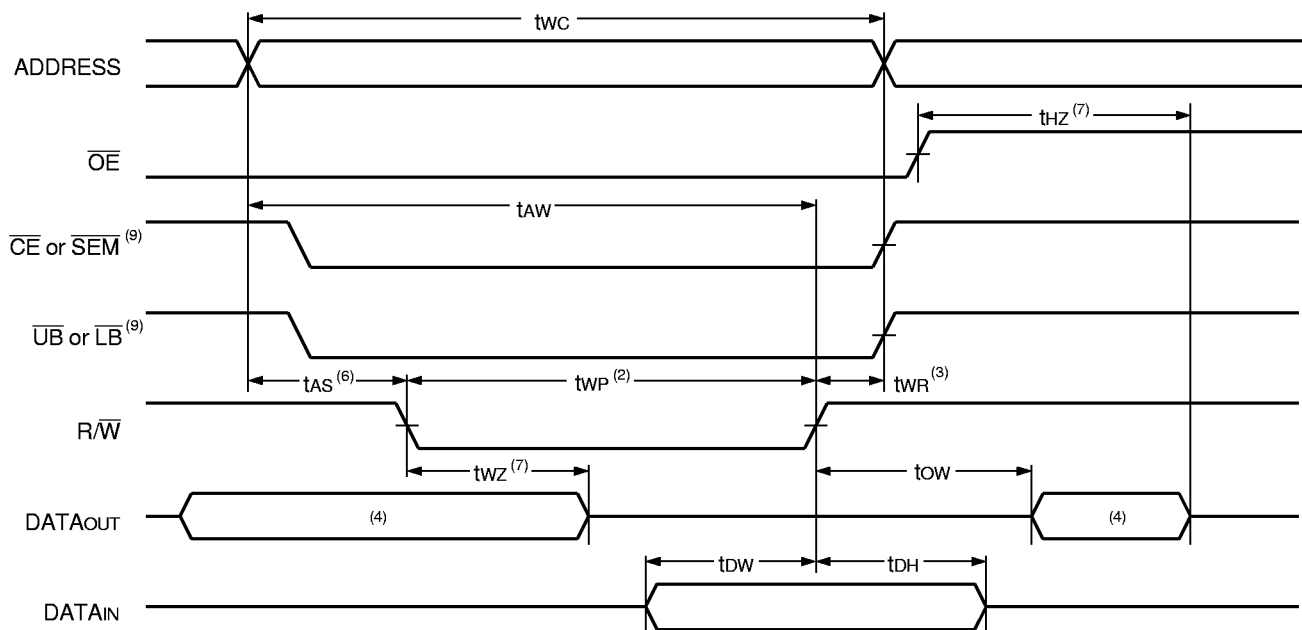 tWC
ADDRESS
tHZ (7)
OE
tAW
CE or SEM (9)
UB or LB (9)
tAS (6)
tWP (2)
tWR (3)
R/W
tWZ (7)
tOW
DATAOUT
(4)
(4)
tDW
tDH
DATAIN